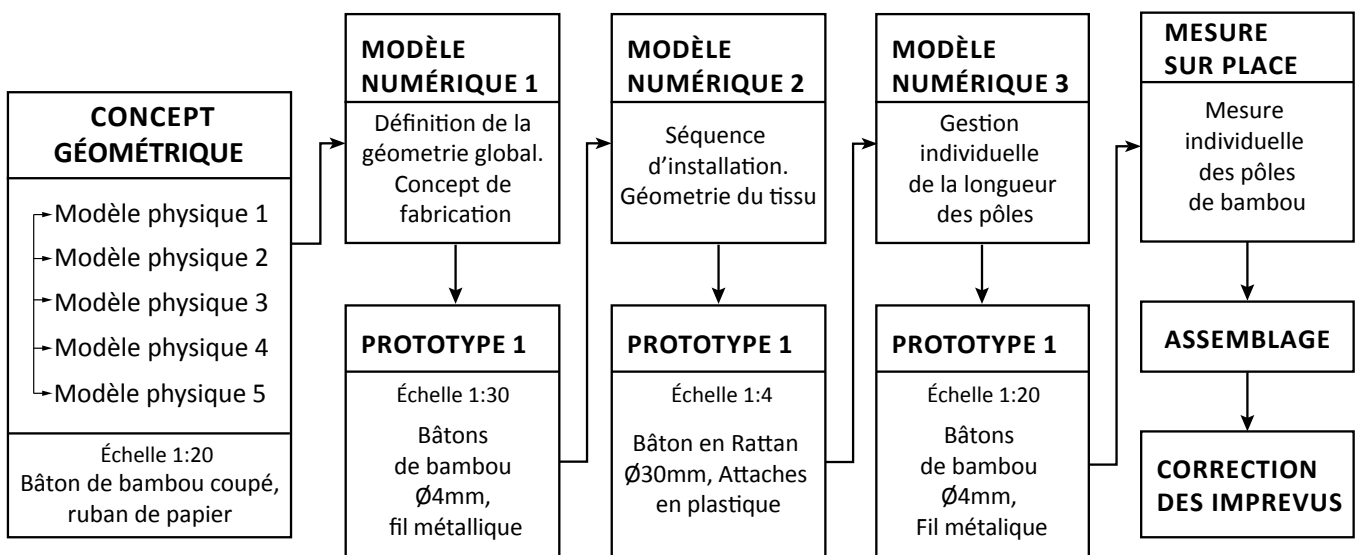 CONCEPT
GÉOMÉTRIQUE
Modèle physique 1
Modèle physique 2
Modèle physique 3
Modèle physique 4
Modèle physique 5
Échelle 1:20
Bâton de bambou coupé,
ruban de papier
MODÈLE
NUMÉRIQUE 1
Définition de la
géometrie global.
Concept de
fabrication
PROTOTYPE 1
Échelle 1:30
Bâtons
de bambou
Ø4mm,
fil métallique
MODÈLE
NUMÉRIQUE 2
Séquence
d’installation.
Géometrie du tissu
PROTOTYPE 1
Échelle 1:4
Bâton en Rattan
Ø30mm, Attaches
en plastique
MODÈLE
NUMÉRIQUE 3
Gestion
individuelle
de la longueur
des pôles
PROTOTYPE 1
Échelle 1:20
Bâtons
de bambou
Ø4mm,
Fil métalique
MESURE
SUR PLACE
Mesure
individuelle
des pôles
de bambou
ASSEMBLAGE
CORRECTION
DES IMPREVUS